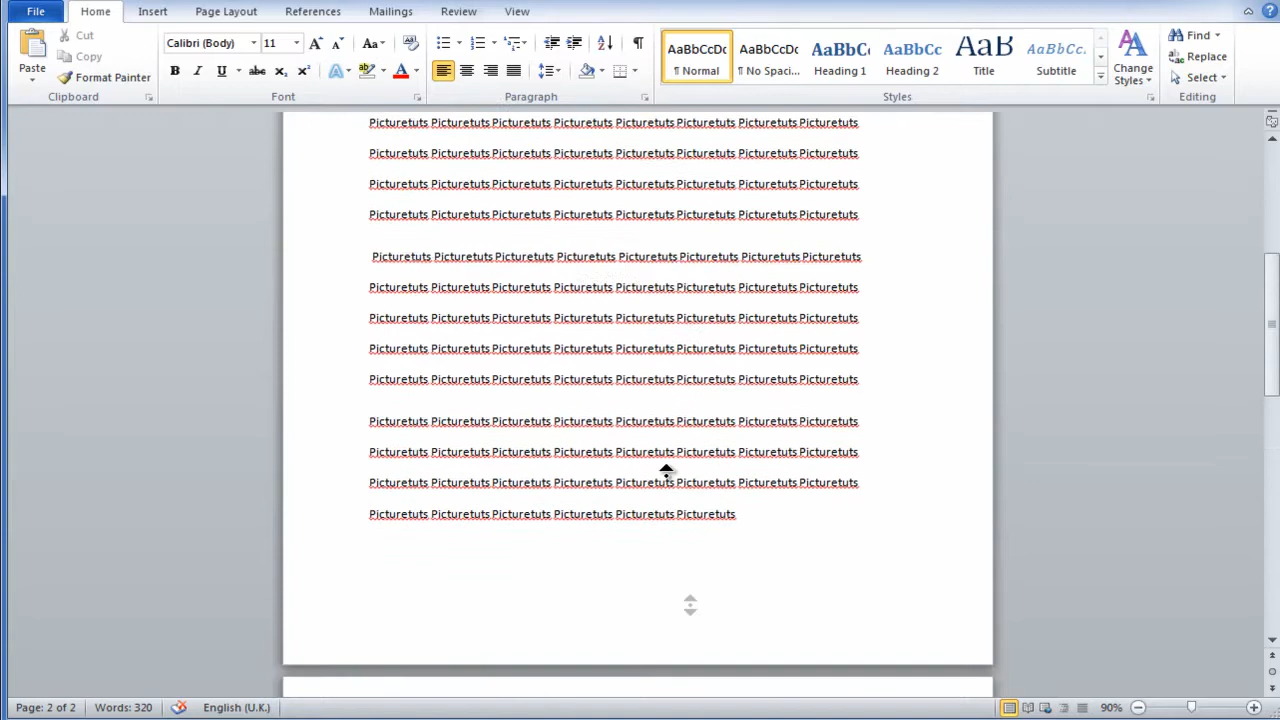 File Home Insert Page Layout References Mailings Review View
Paste Cut Copy Format Painter
Calibri (Body) 11 Aa
B I U abc x₂ x² A ab A
AaBbCcDc AaBbCcDc AaBbC AaBbCc AaB AaBbCc.
¶ Normal ¶ No Spaci... Heading 1 Heading 2 Title Subtitle
Change Styles
Find
Replace
Select
Clipboard Font Paragraph Styles Editing
Picturetuts Picturetuts Picturetuts Picturetuts Picturetuts Picturetuts Picturetuts Picturetuts
Picturetuts Picturetuts Picturetuts Picturetuts Picturetuts Picturetuts Picturetuts Picturetuts
Picturetuts Picturetuts Picturetuts Picturetuts Picturetuts Picturetuts Picturetuts Picturetuts
Picturetuts Picturetuts Picturetuts Picturetuts Picturetuts Picturetuts Picturetuts Picturetuts
Picturetuts Picturetuts Picturetuts Picturetuts Picturetuts Picturetuts Picturetuts Picturetuts
Picturetuts Picturetuts Picturetuts Picturetuts Picturetuts Picturetuts Picturetuts Picturetuts
Picturetuts Picturetuts Picturetuts Picturetuts Picturetuts Picturetuts Picturetuts Picturetuts
Picturetuts Picturetuts Picturetuts Picturetuts Picturetuts Picturetuts Picturetuts Picturetuts
Picturetuts Picturetuts Picturetuts Picturetuts Picturetuts Picturetuts Picturetuts Picturetuts
Picturetuts Picturetuts Picturetuts Picturetuts Picturetuts Picturetuts Picturetuts Picturetuts
Picturetuts Picturetuts Picturetuts Picturetuts Picturetuts Picturetuts Picturetuts Picturetuts
Picturetuts Picturetuts Picturetuts Picturetuts Picturetuts Picturetuts Picturetuts Picturetuts
Picturetuts Picturetuts Picturetuts Picturetuts Picturetuts Picturetuts
Page: 2 of 2 Words: 320 English (U.K.) 90%